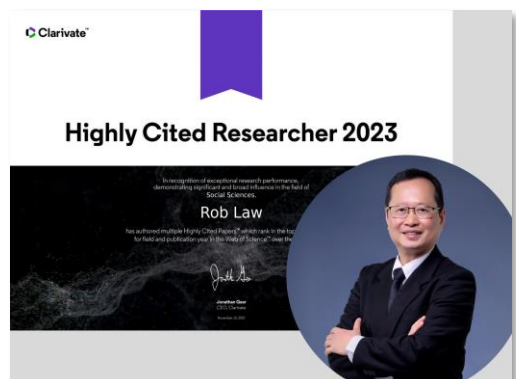 Clarivate™
Highly Cited Researcher 2023
In recognition of exceptional research performance,
demonstrating significant and broad influence in the field of
Social Sciences.
Rob Law
has authored multiple Highly Cited Papers™ which rank in the top
for field and publication year in the Web of Science™ over the
Jonathan Gear
CEO, Clarivate